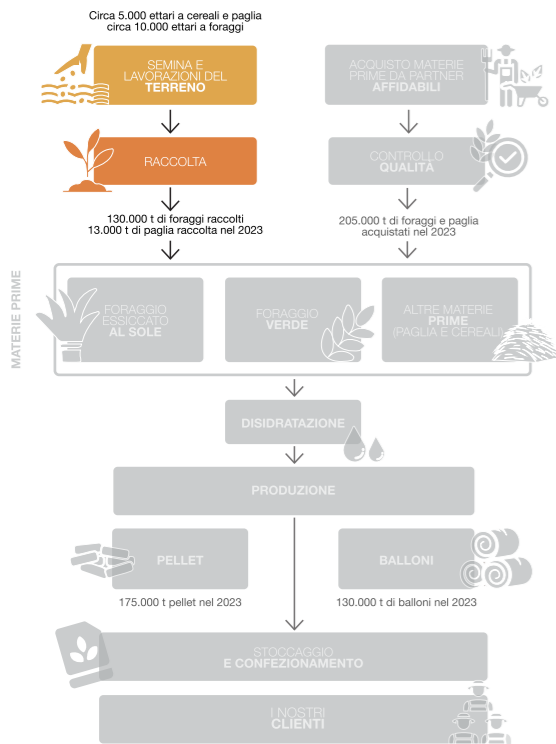 Circa 5.000 ettari a cereali e paglia
circa 10.000 ettari a foraggi
SEMINA E
LAVORAZIONI DEL
TERRENO
ACQUISTO MATERIE
PRIME DA PARTNER
AFFIDABILI
RACCOLTA
CONTROLLO
QUALITÀ
130.000 t di foraggi raccolti
13.000 t di paglia raccolta nel 2023
205.000 t di foraggi e paglia
acquistati nel 2023
MATERIE PRIME
FORAGGIO
ESSICCATO
AL SOLE
FORAGGIO
VERDE
ALTRE MATERIE
PRIME
(PAGLIA E CEREALI)
DISIDRATAZIONE
PRODUZIONE
PELLET
BALLONI
175.000 t pellet nel 2023
130.000 t di balloni nel 2023
STOCCAGGIO
E CONFEZIONAMENTO
I NOSTRI
CLIENTI